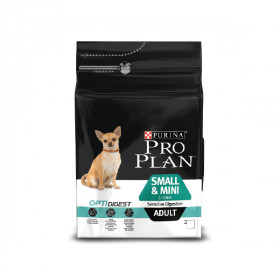 PURINA
PRO
PLAN
SMALL & MINI
Sensitive Digestion
OPTIDIGEST
ADULT